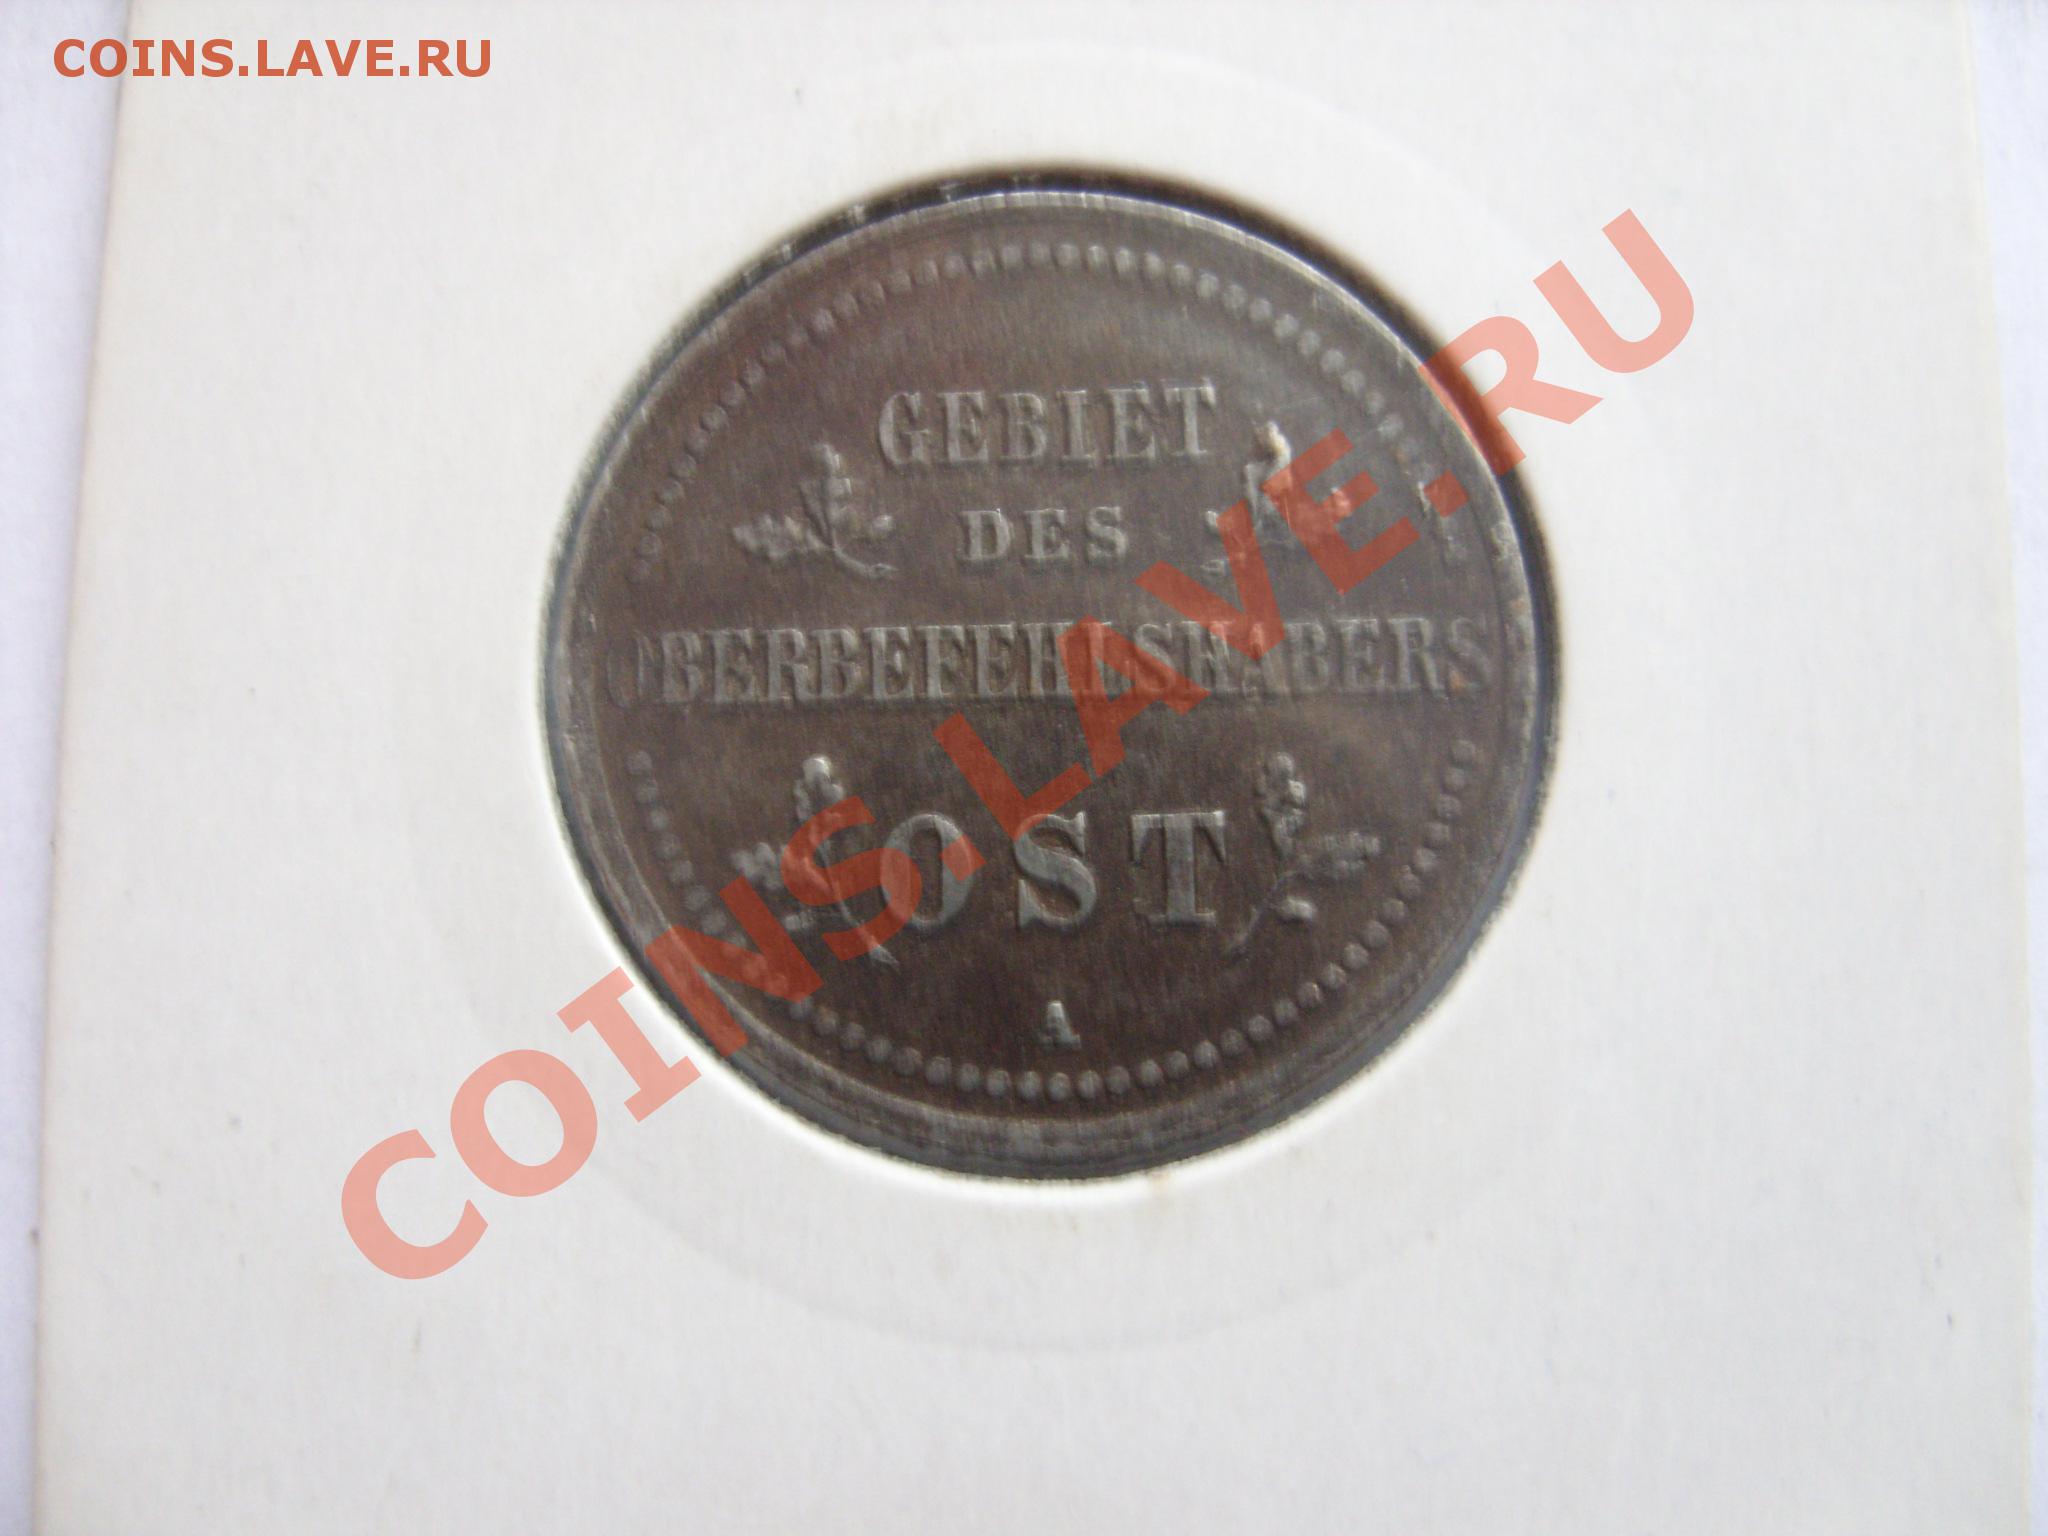 COINS.LAVE.RU
GEBIET
DES
OBERBEFEHLSHABERS
OST
A
COINS.LAVE.RU